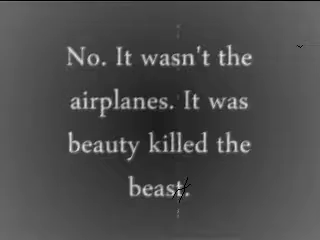 No. It wasn't the
airplanes. It was
beauty killed the
beast.